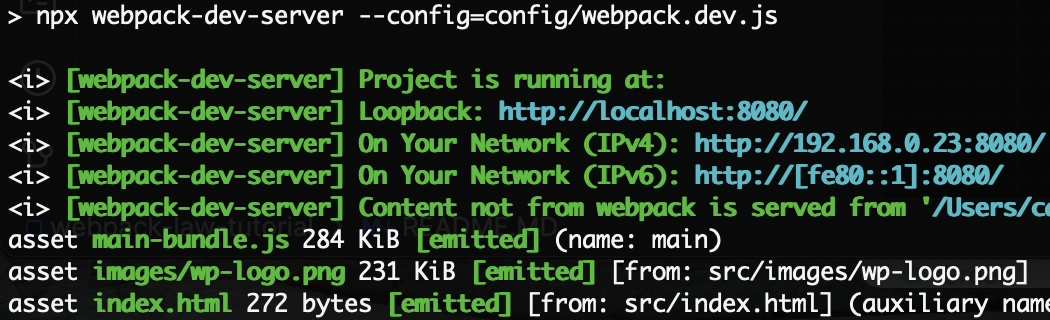 > npx webpack-dev-server --config=config/webpack.dev.js
<i> [webpack-dev-server] Project is running at:
<i> [webpack-dev-server] Loopback: http://localhost:8080/
<i> [webpack-dev-server] On Your Network (IPv4): http://192.168.0.23:8080/
<i> [webpack-dev-server] On Your Network (IPv6): http://[fe80::1]:8080/
<i> [webpack-dev-server] Content not from webpack is served from '/Users/
asset main-bundle.js 284 KiB [emitted] (name: main)
asset images/wp-logo.png 231 KiB [emitted] [from: src/images/wp-logo.png]
asset index.html 272 bytes [emitted] [from: src/index.html] (auxiliary name